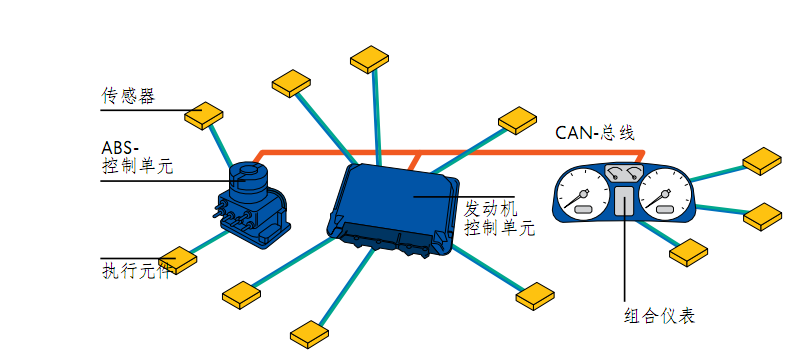 传感器
ABS-
控制单元
CAN-总线
发动机
控制单元
执行元件
组合仪表